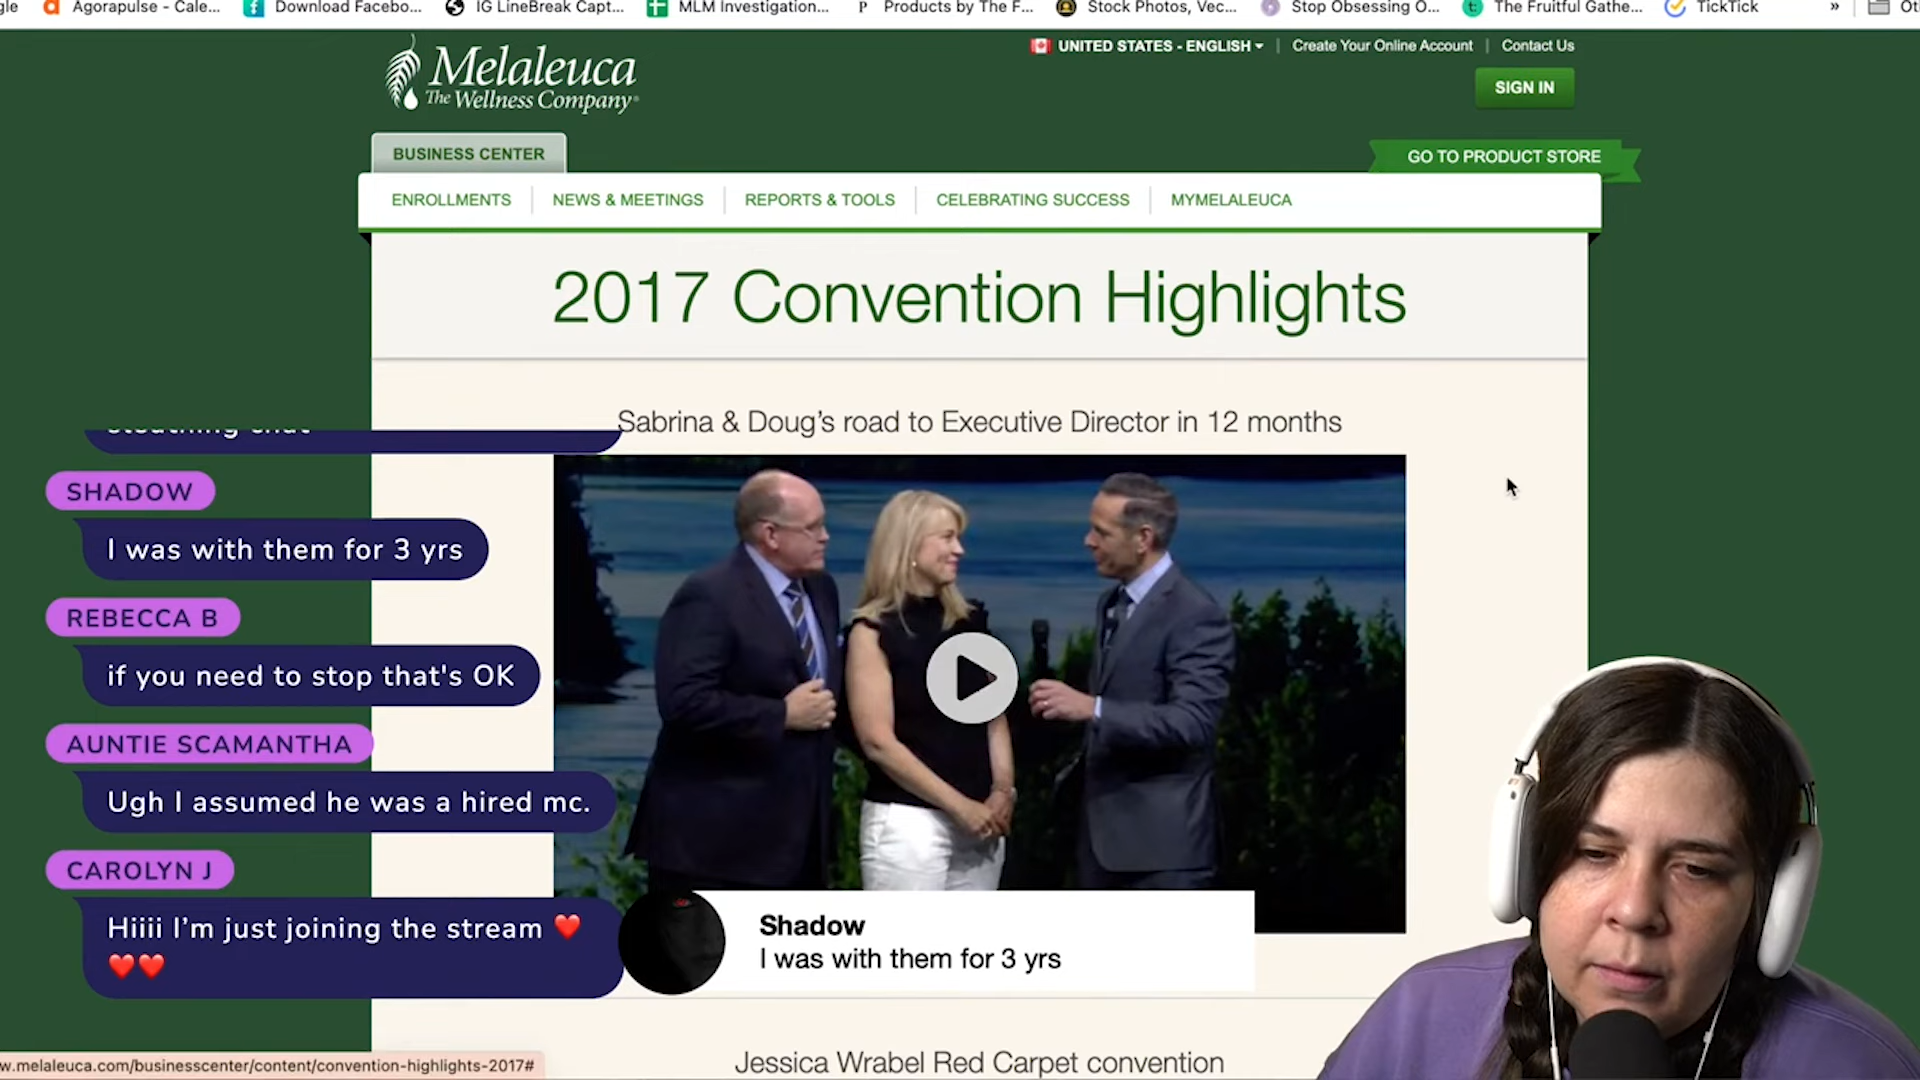 gle
Agorapulse - Cale...
Download Facebo...
IG LineBreak Capt...
MLM Investigation...
Products by The F...
Stock Photos, Vec...
Stop Obsessing O...
The Fruitful Gathe...
TickTick
»
Melaleuca
The Wellness Company®
UNITED STATES - ENGLISH
Create Your Online Account
Contact Us
SIGN IN
BUSINESS CENTER
GO TO PRODUCT STORE
ENROLLMENTS
NEWS & MEETINGS
REPORTS & TOOLS
CELEBRATING SUCCESS
MYMELALEUCA
2017 Convention Highlights
Sabrina & Doug's road to Executive Director in 12 months
SHADOW
I was with them for 3 yrs
REBECCA B
if you need to stop that's OK
AUNTIE SCAMANTHA
Ugh I assumed he was a hired mc.
CAROLYN J
Hiiii I'm just joining the stream ❤️
❤️❤️
Shadow
I was with them for 3 yrs
Jessica Wrabel Red Carpet convention
w.melaleuca.com/businesscenter/content/convention-highlights-2017#